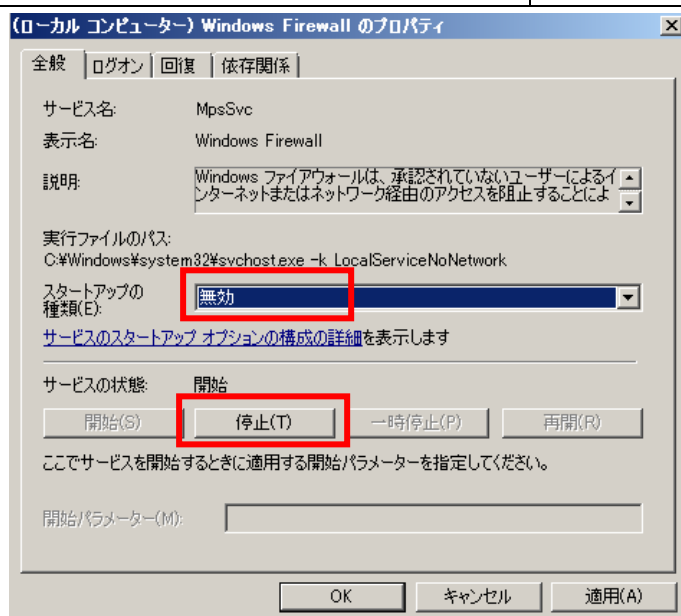 (ローカル コンピューター) Windows Firewall のプロパティ
全般 ログオン 回復 依存関係
サービス名: MpsSvc
表示名: Windows Firewall
説明: Windows ファイアウォールは、承認されていないユーザーによるイ
ンターネットまたはネットワーク経由のアクセスを阻止することによ
実行ファイルのパス:
C:¥Windows¥system32¥svchost.exe -k LocalServiceNoNetwork
スタートアップの
種類(E): 無効
サービスのスタートアップ オプションの構成の詳細を表示します
サービスの状態: 開始
開始(S) 停止(T) 一時停止(P) 再開(R)
ここでサービスを開始するときに適用する開始パラメーターを指定してください。
開始パラメーター(M):
OK キャンセル 適用(A)